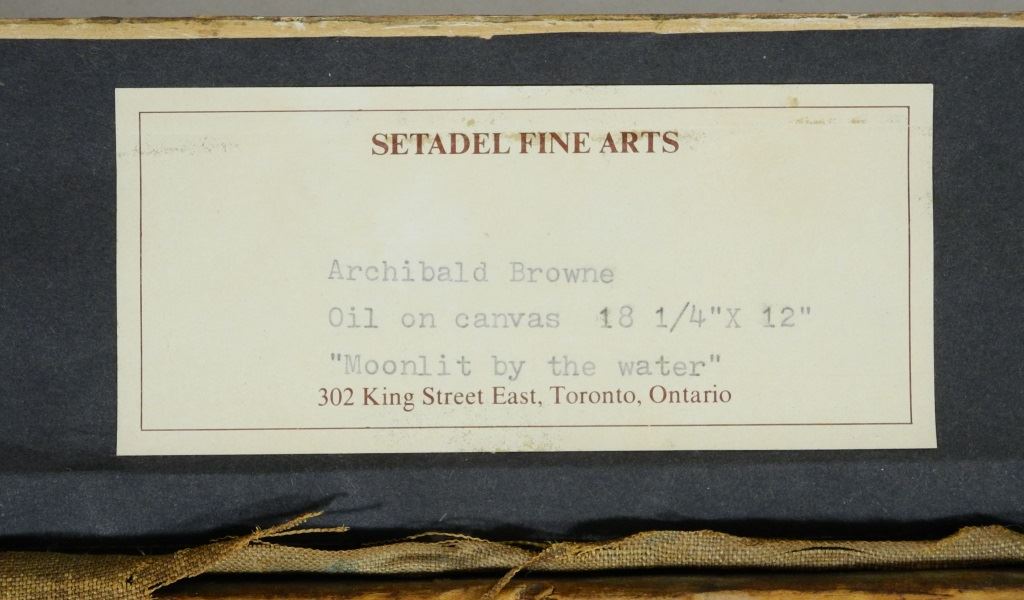 SETADEL FINE ARTS
Archibald Browne
Oil on canvas 18 1/4"X 12"
"Moonlit by the water"
302 King Street East, Toronto, Ontario